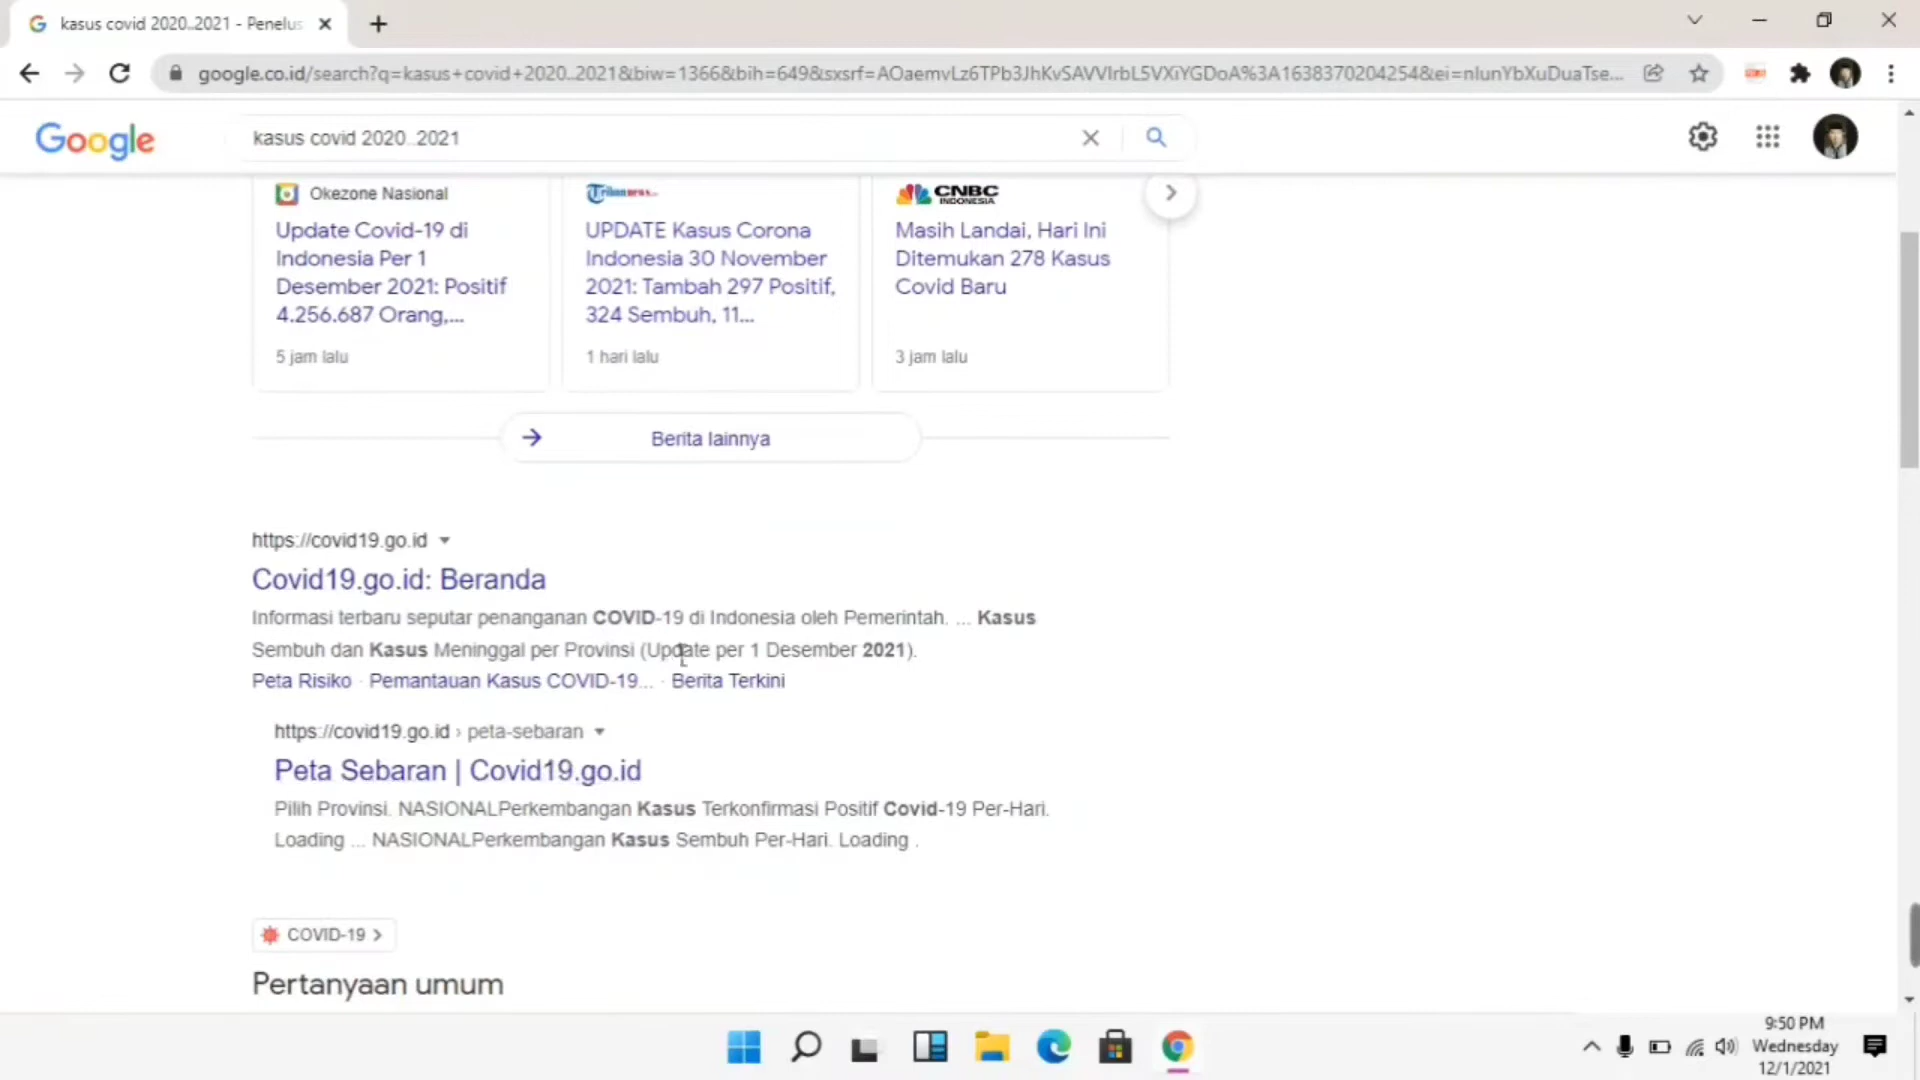 kasus covid 2020..2021 - Penelus
google.co.id/search?q=kasus+covid+2020..2021&biw=1366&bih=649&sxsrf=AOaemvLz6TPb3JhKvSAVVIrbL5VXiYGDoA%3A1638370204254&ei=nIunYbXuDuaTse...
Google
kasus covid 2020..2021
Okezone Nasional
Update Covid-19 di
Indonesia Per 1
Desember 2021: Positif
4.256.687 Orang,...
5 jam lalu
Tribunnews
UPDATE Kasus Corona
Indonesia 30 November
2021: Tambah 297 Positif,
324 Sembuh, 11...
1 hari lalu
CNBC
INDONESIA
Masih Landai, Hari Ini
Ditemukan 278 Kasus
Covid Baru
3 jam lalu
Berita lainnya
https://covid19.go.id
Covid19.go.id: Beranda
Informasi terbaru seputar penanganan COVID-19 di Indonesia oleh Pemerintah. ... Kasus
Sembuh dan Kasus Meninggal per Provinsi (Update per 1 Desember 2021).
Peta Risiko · Pemantauan Kasus COVID-19... · Berita Terkini
https://covid19.go.id › peta-sebaran
Peta Sebaran | Covid19.go.id
Pilih Provinsi. NASIONALPerkembangan Kasus Terkonfirmasi Positif Covid-19 Per-Hari.
Loading ... NASIONALPerkembangan Kasus Sembuh Per-Hari. Loading .
COVID-19
Pertanyaan umum
9:50 PM
Wednesday
12/1/2021